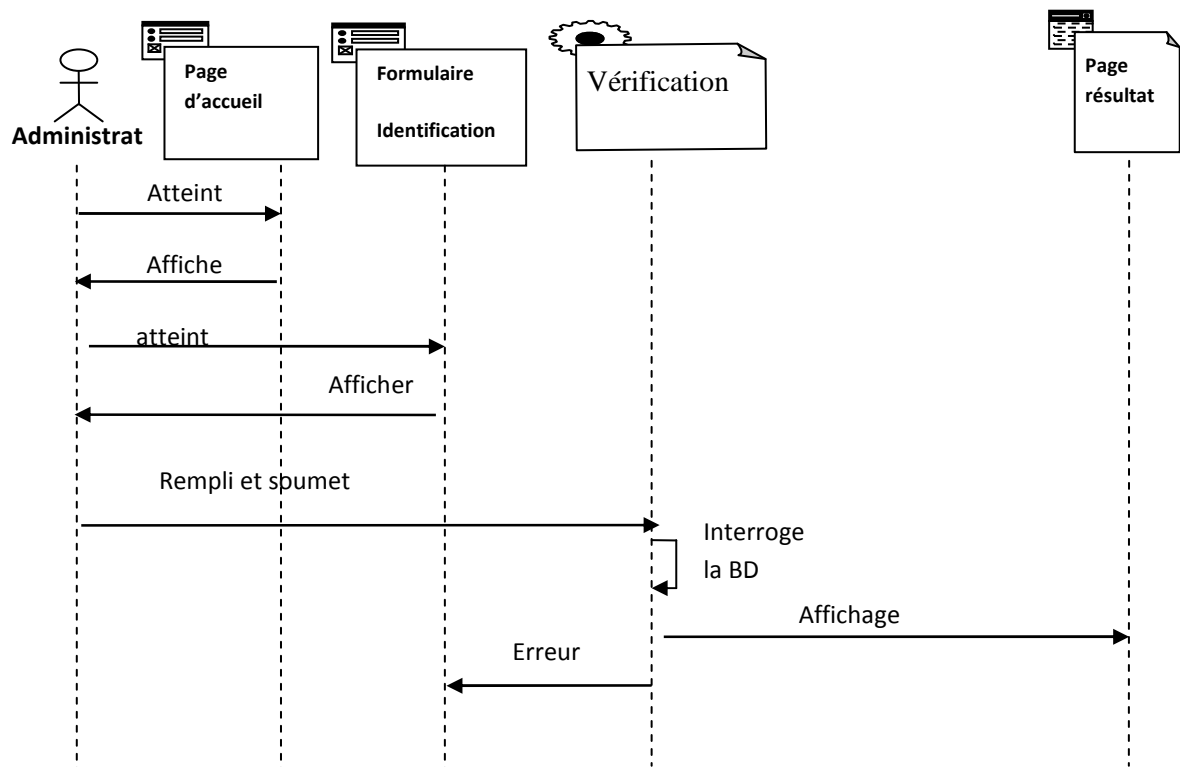 Administrat
Page
d’accueil
Formulaire
Identification
Vérification
Page
résultat
Atteint
Affiche
atteint
Afficher
Rempli et soumet
Interroge
la BD
Affichage
Erreur